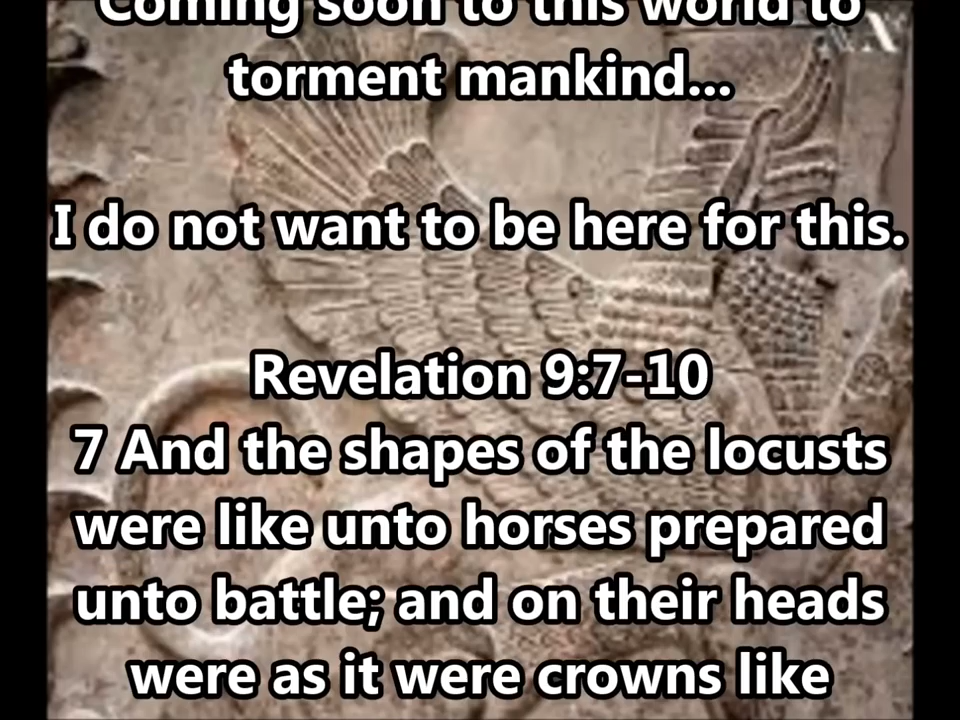 Coming soon to this world to
torment mankind...
I do not want to be here for this.
Revelation 9:7-10
7 And the shapes of the locusts
were like unto horses prepared
unto battle; and on their heads
were as it were crowns like